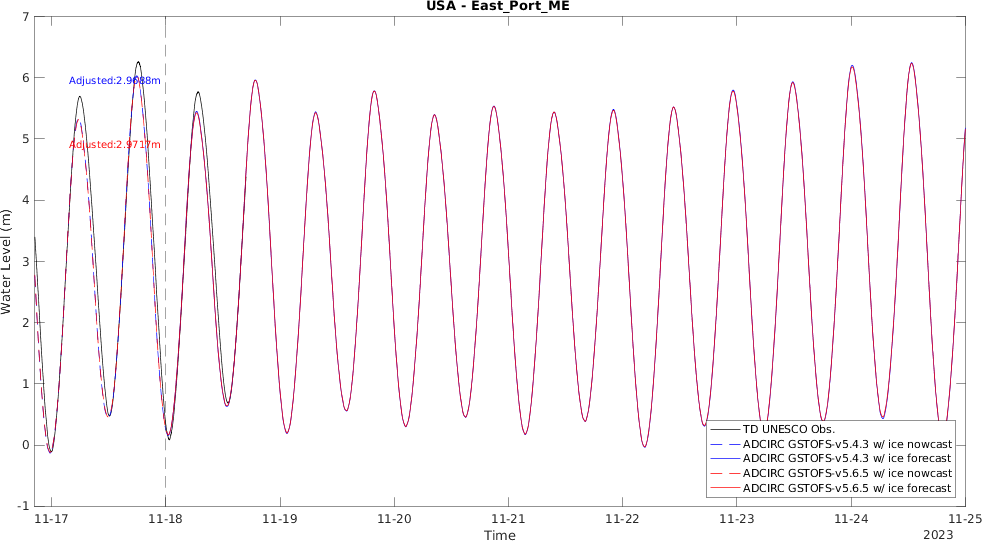 USA - East_Port_ME
7
6
5
4
3
2
1
0
-1
Water Level (m)
Adjusted:2.9688m
Adjusted:2.9717m
TD UNESCO Obs.
ADCIRC GSTOFS-v5.4.3 w/ ice nowcast
ADCIRC GSTOFS-v5.4.3 w/ ice forecast
ADCIRC GSTOFS-v5.6.5 w/ ice nowcast
ADCIRC GSTOFS-v5.6.5 w/ ice forecast
11-17 11-18 11-19 11-20 11-21 11-22 11-23 11-24 11-25
Time
2023